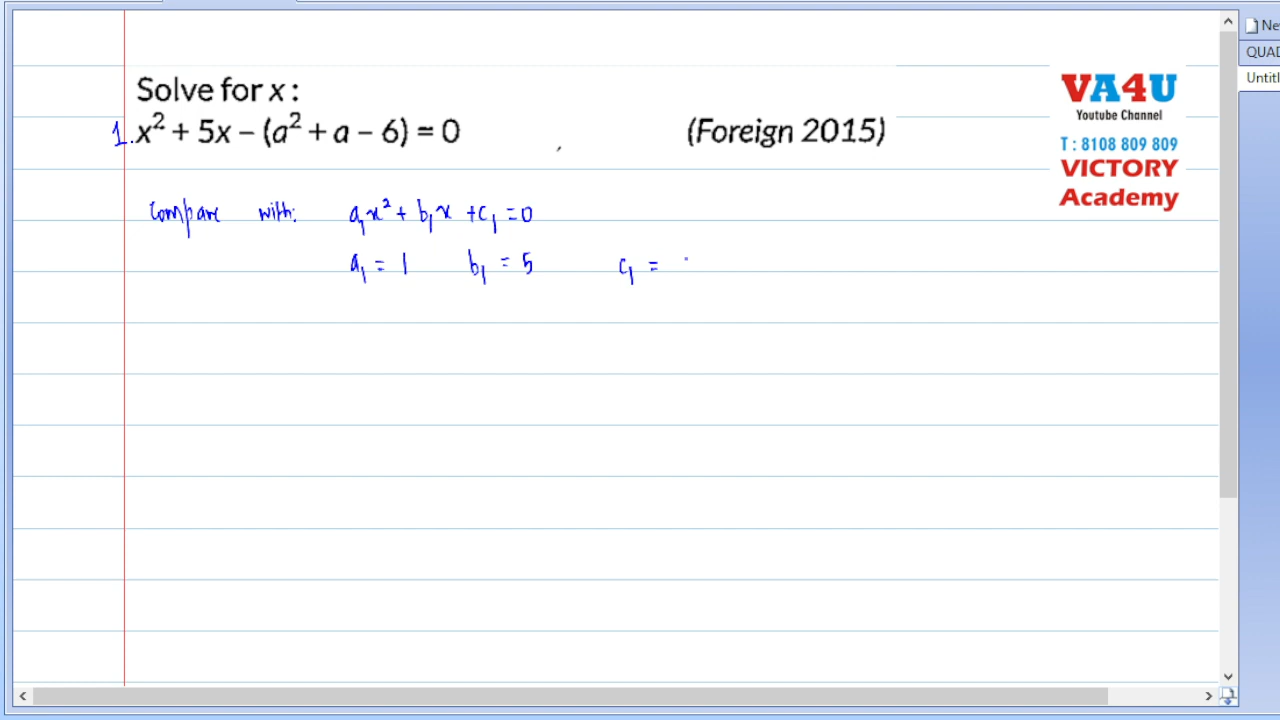 Ne
QUAD
Untitl
Solve for x :
1. x² + 5x – (a² + a – 6) = 0 (Foreign 2015)
VA4U
Youtube Channel
T : 8108 809 809
VICTORY
Academy
Compare with: a₁x² + b₁x + c₁ = 0
a₁ = 1 b₁ = 5 c₁ =